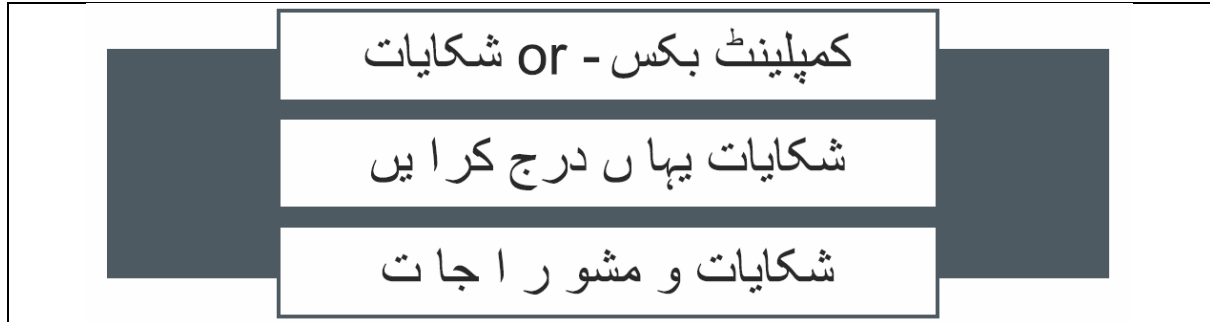 کمپلینٹ بکس - or شکایات
شکایات یہا ں درج کرا یں
شکایات و مشو ر ا جا ت